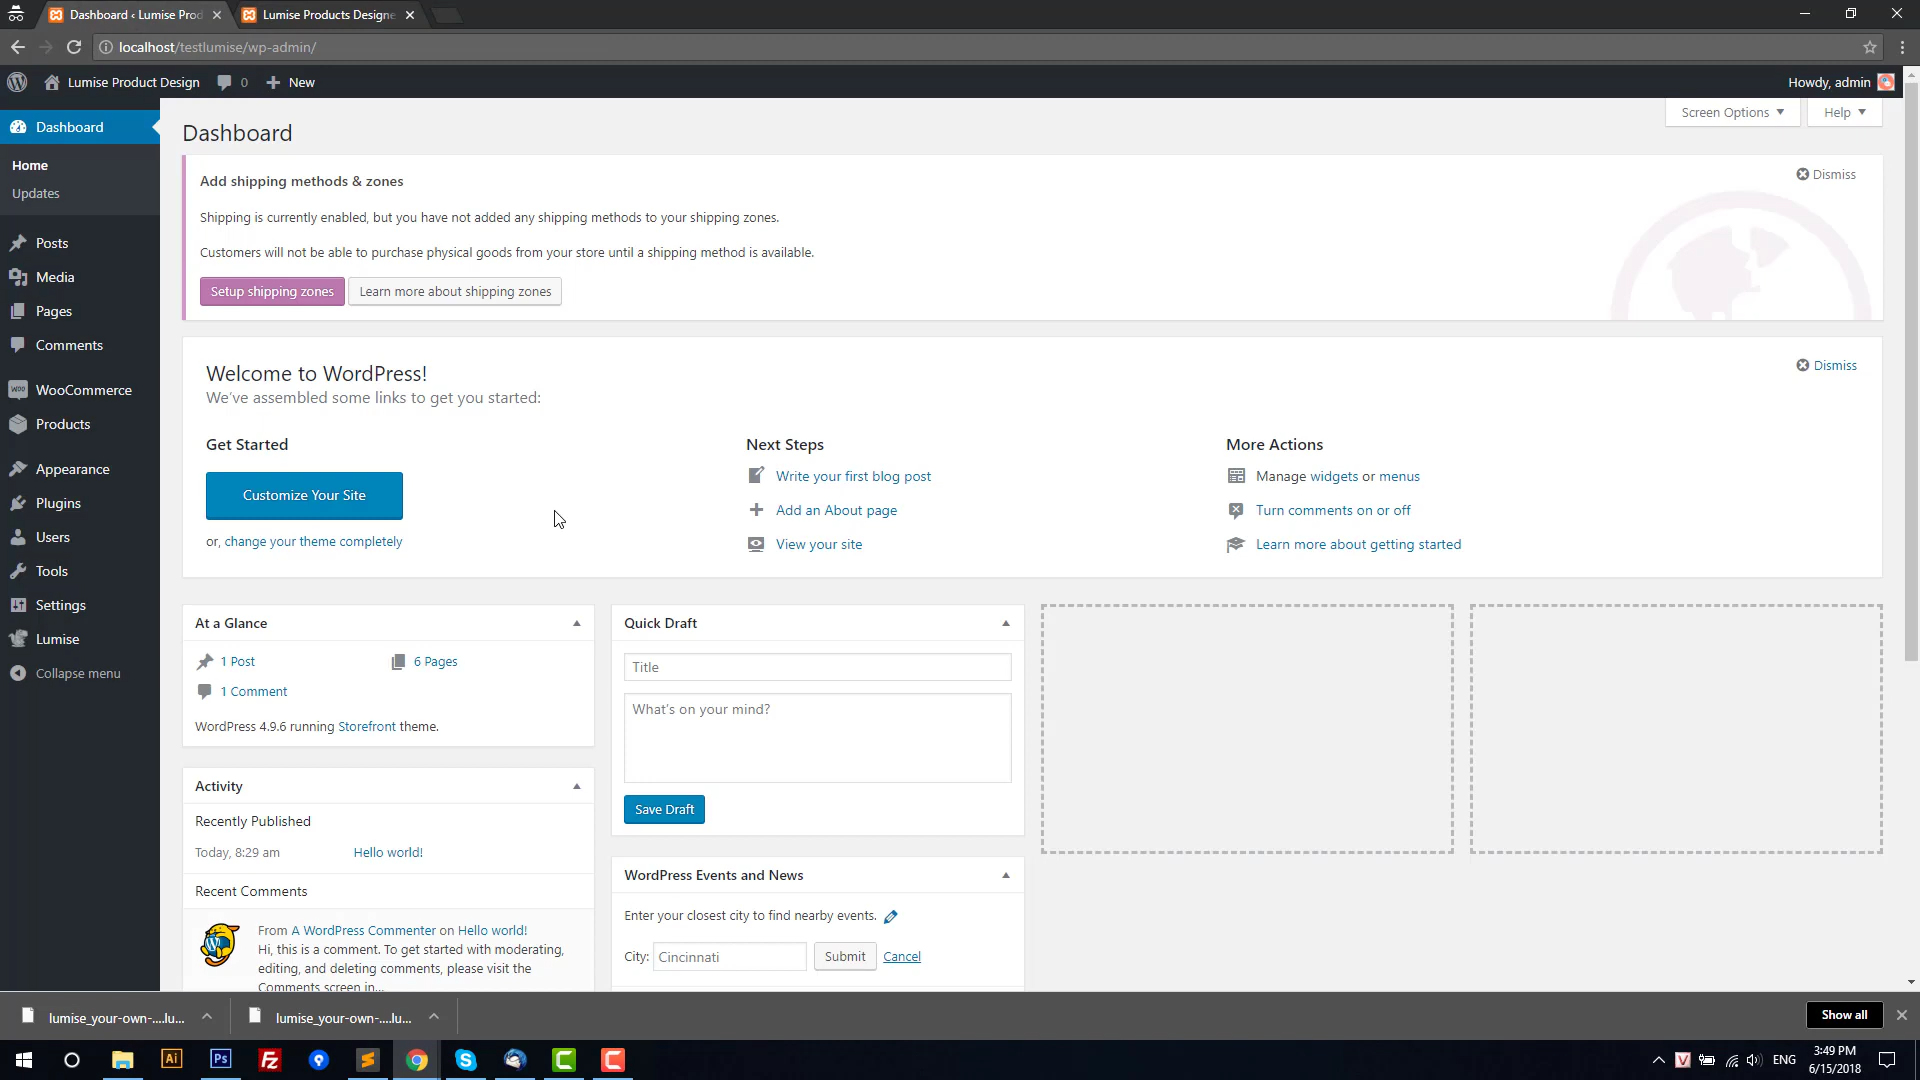 Dashboard ‹ Lumise Prod
Lumise Products Designe
localhost/testlumise/wp-admin/
Lumise Product Design
0
New
Howdy, admin
Dashboard
Home
Updates
Posts
Media
Pages
Comments
WooCommerce
Products
Appearance
Plugins
Users
Tools
Settings
Lumise
Collapse menu
Dashboard
Screen Options
Help
Add shipping methods & zones
Dismiss
Shipping is currently enabled, but you have not added any shipping methods to your shipping zones.
Customers will not be able to purchase physical goods from your store until a shipping method is available.
Setup shipping zones
Learn more about shipping zones
Welcome to WordPress!
Dismiss
We've assembled some links to get you started:
Get Started
Customize Your Site
or, change your theme completely
Next Steps
Write your first blog post
Add an About page
View your site
More Actions
Manage widgets or menus
Turn comments on or off
Learn more about getting started
At a Glance
1 Post
6 Pages
1 Comment
WordPress 4.9.6 running Storefront theme.
Activity
Recently Published
Today, 8:29 am
Hello world!
Recent Comments
From A WordPress Commenter on Hello world!
Hi, this is a comment. To get started with moderating,
editing, and deleting comments, please visit the
Comments screen in...
Quick Draft
Title
What's on your mind?
Save Draft
WordPress Events and News
Enter your closest city to find nearby events.
City:
Cincinnati
Submit
Cancel
lumise_your-own-....lu...
lumise_your-own-....lu...
Show all
Ai
Ps
Fz
ENG
3:49 PM
6/15/2018